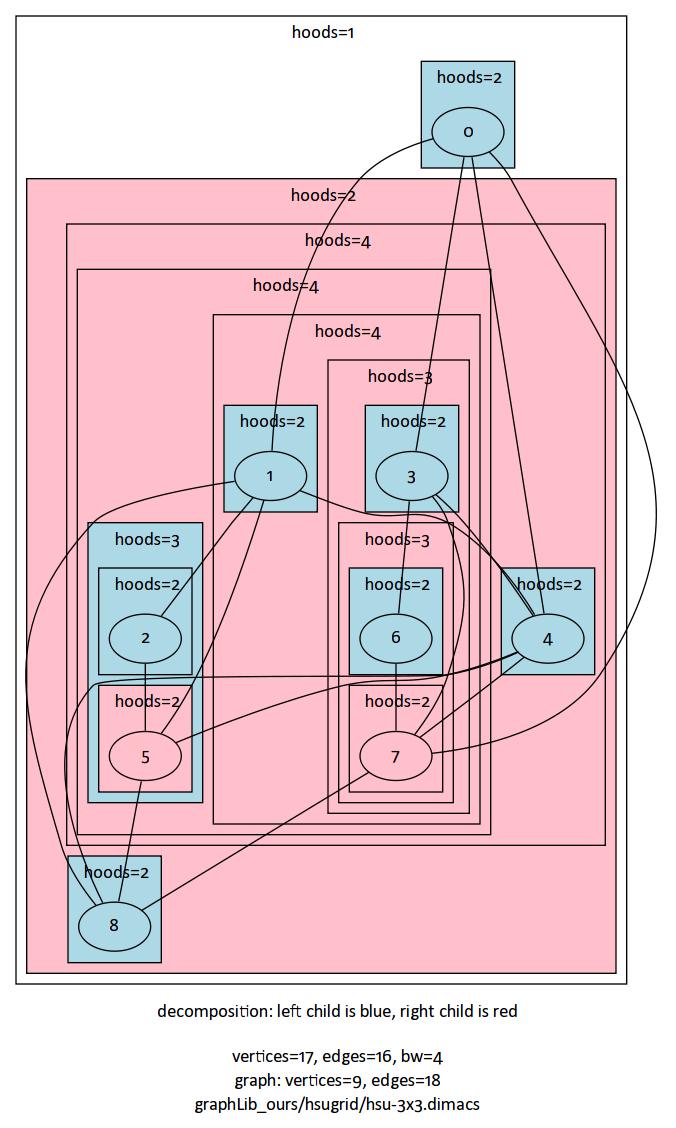 hoods=1
hoods=2
0
hoods=2
hoods=4
hoods=4
hoods=4
hoods=3
hoods=2
hoods=2
1
3
hoods=3
hoods=3
hoods=2
hoods=2
hoods=2
2
6
4
hoods=2
hoods=2
5
7
hoods=2
8
decomposition: left child is blue, right child is red
vertices=17, edges=16, bw=4
graph: vertices=9, edges=18
graphLib_ours/hsugrid/hsu-3x3.dimacs